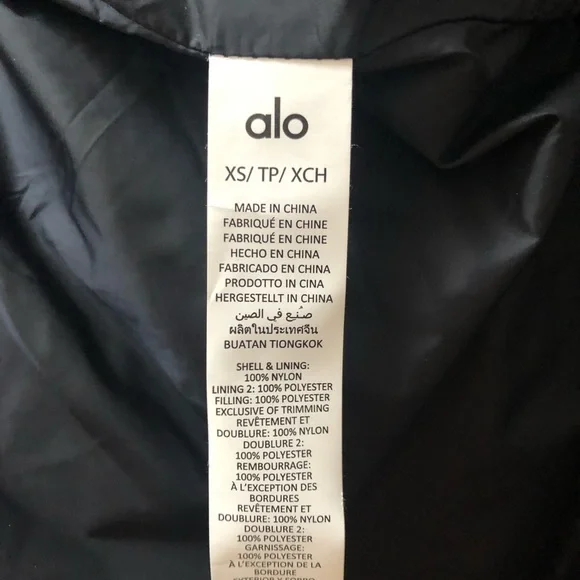 alo
XS/ TP/ XCH
MADE IN CHINA
FABRIQUÉ EN CHINE
FABRIQUÉ EN CHINE
HECHO EN CHINA
FABRICADO EN CHINA
PRODOTTO IN CINA
HERGESTELLT IN CHINA
صُنِع في الصين
ผลิตในประเทศจีน
BUATAN TIONGKOK
SHELL & LINING:
100% NYLON
LINING 2: 100% POLYESTER
FILLING: 100% POLYESTER
EXCLUSIVE OF TRIMMING
REVÊTEMENT ET
DOUBLURE: 100% NYLON
DOUBLURE 2:
100% POLYESTER
REMBOURRAGE:
100% POLYESTER
À L'EXCEPTION DES
BORDURES
REVÊTEMENT ET
DOUBLURE: 100% NYLON
DOUBLURE 2:
100% POLYESTER
GARNISSAGE:
100% POLYESTER
À L'EXCEPTION DE LA
BORDURE
EXTERIOR Y FORRO